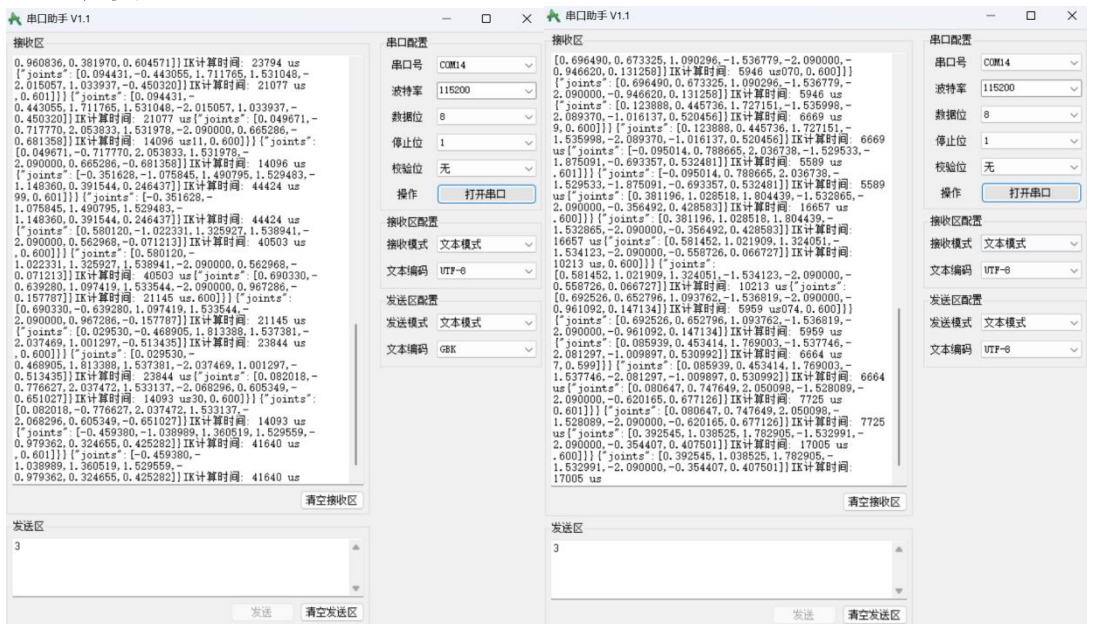 串口助手 V1.1
接收区
0.960836,0.381970,0.604571]}IK计算时间: 23794 us
{"joints":[0.094431,-0.443055,1.711765,1.531048,-
2.015057,1.033937,-0.450320]}IK计算时间: 21077 us
,0.601]}}{"joints":[0.094431,-
0.443055,1.711765,1.531048,-2.015057,1.033937,-
0.450320]}IK计算时间: 21077 us{"joints":[0.049671,-
0.717770,2.053833,1.531978,-2.090000,0.665286,-
0.681358]}IK计算时间: 14096 us11,0.600]}}{"joints":
[0.049671,-0.717770,2.053833,1.531978,-
2.090000,0.665286,-0.681358]}IK计算时间: 14096 us
{"joints":[-0.351628,-1.075845,1.490795,1.529483,-
1.148360,0.391544,0.246437]}IK计算时间: 44424 us
99,0.601]}}{"joints":[-0.351628,-
1.075845,1.490795,1.529483,-
1.148360,0.391544,0.246437]}IK计算时间: 44424 us
{"joints":[0.580120,-1.022331,1.325927,1.538941,-
2.090000,0.562968,-0.071213]}IK计算时间: 40503 us
,0.600]}}{"joints":[0.580120,-
1.022331,1.325927,1.538941,-2.090000,0.562968,-
0.071213]}IK计算时间: 40503 us{"joints":[0.690330,-
0.639280,1.097419,1.533544,-2.090000,0.967286,-
0.157787]}IK计算时间: 21145 us.600]}}{"joints":
[0.690330,-0.639280,1.097419,1.533544,-
2.090000,0.967286,-0.157787]}IK计算时间: 21145 us
{"joints":[0.029530,-0.468905,1.813388,1.537381,-
2.037469,1.001297,-0.513435]}IK计算时间: 23844 us
,0.600]}}{"joints":[0.029530,-
0.468905,1.813388,1.537381,-2.037469,1.001297,-
0.513435]}IK计算时间: 23844 us{"joints":[0.082018,-
0.776627,2.037472,1.533137,-2.068296,0.605349,-
0.651027]}IK计算时间: 14093 us30,0.600]}}{"joints":
[0.082018,-0.776627,2.037472,1.533137,-
2.068296,0.605349,-0.651027]}IK计算时间: 14093 us
{"joints":[-0.459380,-1.038989,1.360519,1.529559,-
0.979362,0.324655,0.425282]}IK计算时间: 41640 us
,0.601]}}{"joints":[-0.459380,-
1.038989,1.360519,1.529559,-
0.979362,0.324655,0.425282]}IK计算时间: 41640 us
清空接收区
发送区
3
发送 清空发送区
串口配置
串口号 COM14
波特率 115200
数据位 8
停止位 1
校验位 无
操作 打开串口
接收区配置
接收模式 文本模式
文本编码 UTF-8
发送区配置
发送模式 文本模式
文本编码 GBK
串口助手 V1.1
接收区
[0.696490,0.673325,1.090296,-1.536779,-2.090000,-
0.946620,0.131258]}IK计算时间: 5946 us070,0.600]}}
{"joints":[0.696490,0.673325,1.090296,-1.536779,-
2.090000,-0.946620,0.131258]}IK计算时间: 5946 us
{"joints":[0.123888,0.445736,1.727151,-1.535998,-
2.089370,-1.016137,0.520456]}IK计算时间: 6669 us
9,0.600]}}{"joints":[0.123888,0.445736,1.727151,-
1.535998,-2.089370,-1.016137,0.520456]}IK计算时间: 6669
us{"joints":[-0.095014,0.788665,2.036738,-1.529533,-
1.875091,-0.693357,0.532481]}IK计算时间: 5589 us
.601]}}{"joints":[-0.095014,0.788665,2.036738,-
1.529533,-1.875091,-0.693357,0.532481]}IK计算时间: 5589
us{"joints":[0.381196,1.028518,1.804439,-1.532865,-
2.090000,-0.356492,0.428583]}IK计算时间: 16657 us
.600]}}{"joints":[0.381196,1.028518,1.804439,-
1.532865,-2.090000,-0.356492,0.428583]}IK计算时间:
16657 us{"joints":[0.581452,1.021909,1.324051,-
1.534123,-2.090000,-0.558726,0.066727]}IK计算时间:
10213 us,0.600]}}{"joints":
[0.581452,1.021909,1.324051,-1.534123,-2.090000,-
0.558726,0.066727]}IK计算时间: 10213 us{"joints":
[0.692526,0.652796,1.093762,-1.536819,-2.090000,-
0.961092,0.147134]}IK计算时间: 5959 us074,0.600]}}
{"joints":[0.692526,0.652796,1.093762,-1.536819,-
2.090000,-0.961092,0.147134]}IK计算时间: 5959 us
{"joints":[0.085939,0.453414,1.769003,-1.537746,-
2.081297,-1.009897,0.530992]}IK计算时间: 6664 us
7,0.599]}}{"joints":[0.085939,0.453414,1.769003,-
1.537746,-2.081297,-1.009897,0.530992]}IK计算时间: 6664
us{"joints":[0.080647,0.747649,2.050098,-1.528089,-
2.090000,-0.620165,0.677126]}IK计算时间: 7725 us
0.601]}}{"joints":[0.080647,0.747649,2.050098,-
1.528089,-2.090000,-0.620165,0.677126]}IK计算时间: 7725
us{"joints":[0.392545,1.038525,1.782905,-1.532991,-
2.090000,-0.354407,0.407501]}IK计算时间: 17005 us
.600]}}{"joints":[0.392545,1.038525,1.782905,-
1.532991,-2.090000,-0.354407,0.407501]}IK计算时间:
17005 us
清空接收区
发送区
3
发送 清空发送区
串口配置
串口号 COM14
波特率 115200
数据位 8
停止位 1
校验位 无
操作 打开串口
接收区配置
接收模式 文本模式
文本编码 UTF-8
发送区配置
发送模式 文本模式
文本编码 UTF-8